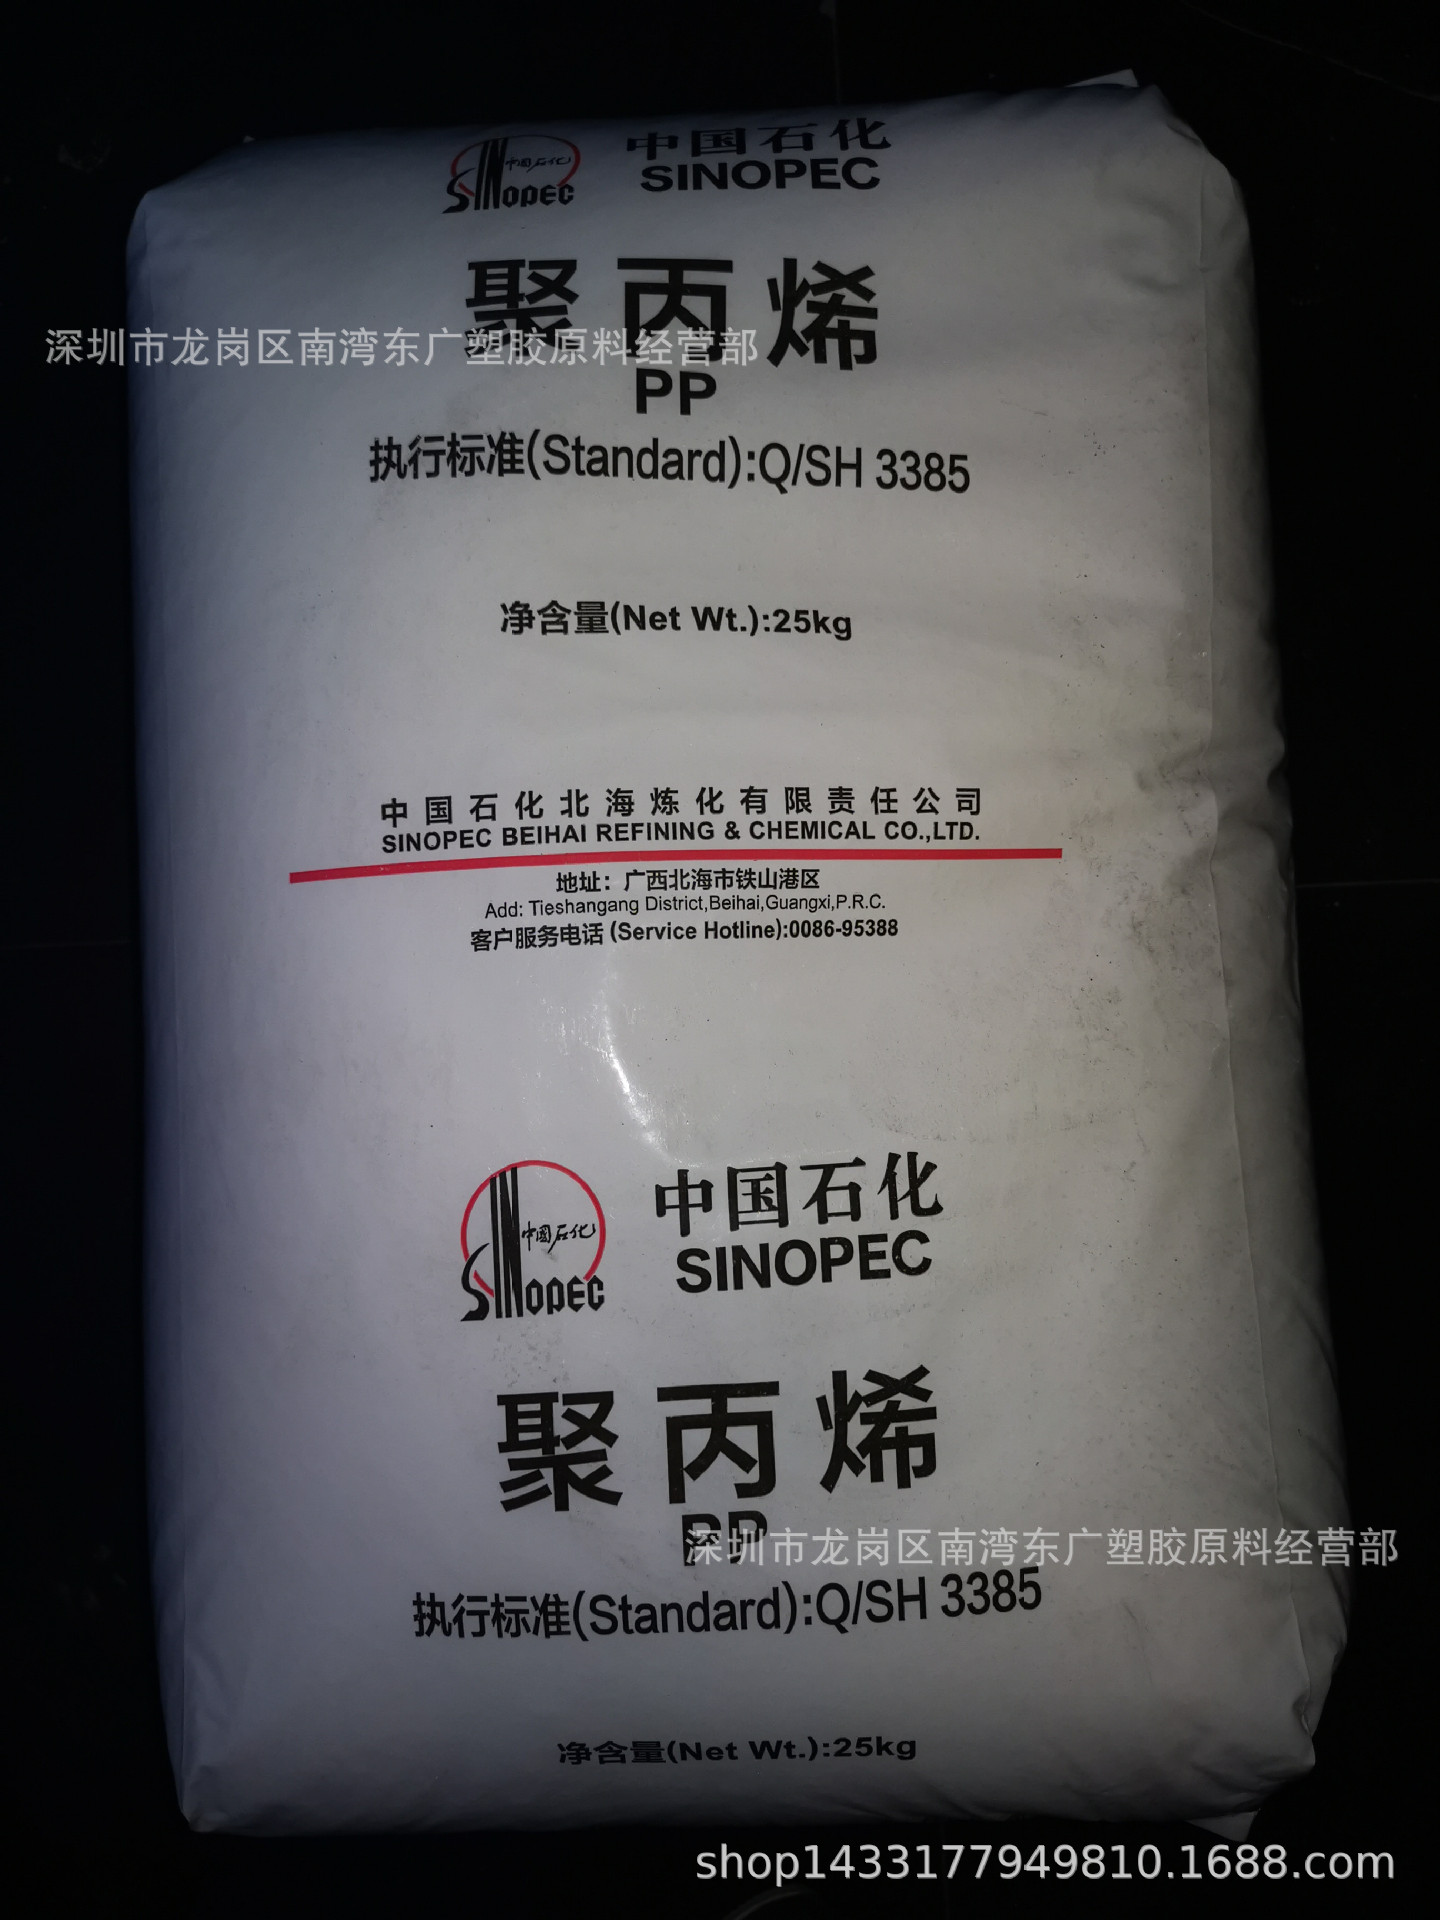 中国石化
SINOPEC
中国石化
SINOPEC
聚丙烯
深圳市龙岗区南湾东广塑胶原料经营部
PP
执行标准(Standard):Q/SH 3385
净含量(Net Wt.):25kg
中国石化北海炼化有限责任公司
SINOPEC BEIHAI REFINING & CHEMICAL CO.,LTD.
地址：广西北海市铁山港区
Add: Tieshangang District,Beihai,Guangxi,P.R.C.
客户服务电话 (Service Hotline):0086-95388
中国石化
SINOPEC
中国石化
SINOPEC
聚丙烯
PP
深圳市龙岗区南湾东广塑胶原料经营部
执行标准(Standard):Q/SH 3385
净含量(Net Wt.):25kg
shop1433177949810.1688.com